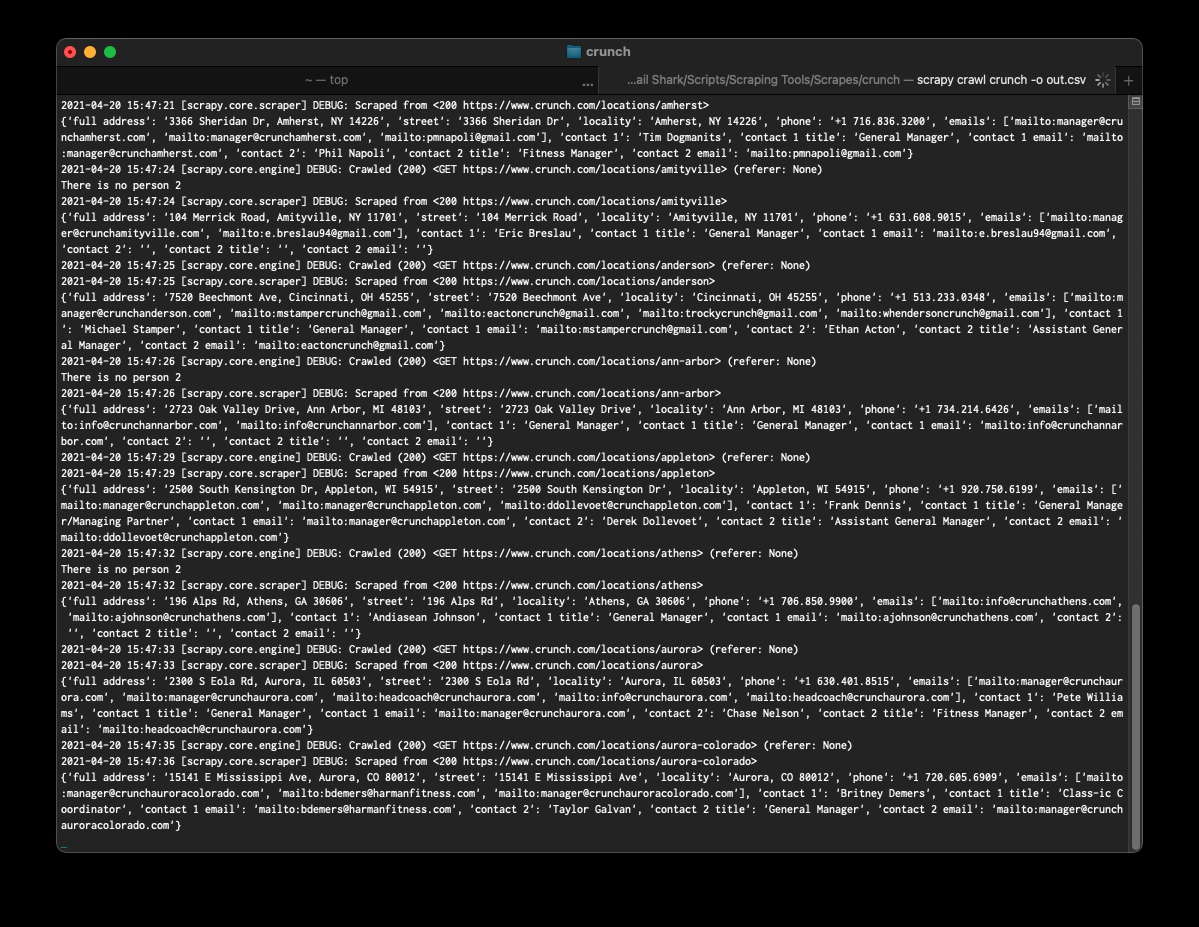 crunch
~ — top
...
...ail Shark/Scripts/Scraping Tools/Scrapes/crunch — scrapy crawl crunch -o out.csv
+
2021-04-20 15:47:21 [scrapy.core.scraper] DEBUG: Scraped from <200 https://www.crunch.com/locations/amherst>
{'full address': '3366 Sheridan Dr, Amherst, NY 14226', 'street': '3366 Sheridan Dr', 'locality': 'Amherst, NY 14226', 'phone': '+1 716.836.3200', 'emails': ['mailto:manager@cru
nchamherst.com', 'mailto:manager@crunchamherst.com', 'mailto:pmnapoli@gmail.com'], 'contact 1': 'Tim Dogmanits', 'contact 1 title': 'General Manager', 'contact 1 email': 'mailto
:manager@crunchamherst.com', 'contact 2': 'Phil Napoli', 'contact 2 title': 'Fitness Manager', 'contact 2 email': 'mailto:pmnapoli@gmail.com'}
2021-04-20 15:47:24 [scrapy.core.engine] DEBUG: Crawled (200) <GET https://www.crunch.com/locations/amityville> (referer: None)
There is no person 2
2021-04-20 15:47:24 [scrapy.core.scraper] DEBUG: Scraped from <200 https://www.crunch.com/locations/amityville>
{'full address': '104 Merrick Road, Amityville, NY 11701', 'street': '104 Merrick Road', 'locality': 'Amityville, NY 11701', 'phone': '+1 631.608.9015', 'emails': ['mailto:manag
er@crunchamityville.com', 'mailto:e.breslau94@gmail.com'], 'contact 1': 'Eric Breslau', 'contact 1 title': 'General Manager', 'contact 1 email': 'mailto:e.breslau94@gmail.com',
'contact 2': '', 'contact 2 title': '', 'contact 2 email': ''}
2021-04-20 15:47:25 [scrapy.core.engine] DEBUG: Crawled (200) <GET https://www.crunch.com/locations/anderson> (referer: None)
2021-04-20 15:47:25 [scrapy.core.scraper] DEBUG: Scraped from <200 https://www.crunch.com/locations/anderson>
{'full address': '7520 Beechmont Ave, Cincinnati, OH 45255', 'street': '7520 Beechmont Ave', 'locality': 'Cincinnati, OH 45255', 'phone': '+1 513.233.0348', 'emails': ['mailto:m
anager@crunchanderson.com', 'mailto:mstampercrunch@gmail.com', 'mailto:eactoncrunch@gmail.com', 'mailto:trockycrunch@gmail.com', 'mailto:whendersoncrunch@gmail.com'], 'contact 1
': 'Michael Stamper', 'contact 1 title': 'General Manager', 'contact 1 email': 'mailto:mstampercrunch@gmail.com', 'contact 2': 'Ethan Acton', 'contact 2 title': 'Assistant Gener
al Manager', 'contact 2 email': 'mailto:eactoncrunch@gmail.com'}
2021-04-20 15:47:26 [scrapy.core.engine] DEBUG: Crawled (200) <GET https://www.crunch.com/locations/ann-arbor> (referer: None)
There is no person 2
2021-04-20 15:47:26 [scrapy.core.scraper] DEBUG: Scraped from <200 https://www.crunch.com/locations/ann-arbor>
{'full address': '2723 Oak Valley Drive, Ann Arbor, MI 48103', 'street': '2723 Oak Valley Drive', 'locality': 'Ann Arbor, MI 48103', 'phone': '+1 734.214.6426', 'emails': ['mail
to:info@crunchannarbor.com', 'mailto:info@crunchannarbor.com'], 'contact 1': 'General Manager', 'contact 1 title': 'General Manager', 'contact 1 email': 'mailto:info@crunchannar
bor.com', 'contact 2': '', 'contact 2 title': '', 'contact 2 email': ''}
2021-04-20 15:47:29 [scrapy.core.engine] DEBUG: Crawled (200) <GET https://www.crunch.com/locations/appleton> (referer: None)
2021-04-20 15:47:29 [scrapy.core.scraper] DEBUG: Scraped from <200 https://www.crunch.com/locations/appleton>
{'full address': '2500 South Kensington Dr, Appleton, WI 54915', 'street': '2500 South Kensington Dr', 'locality': 'Appleton, WI 54915', 'phone': '+1 920.750.6199', 'emails': ['
mailto:manager@crunchappleton.com', 'mailto:manager@crunchappleton.com', 'mailto:ddollevoet@crunchappleton.com'], 'contact 1': 'Frank Dennis', 'contact 1 title': 'General Manage
r/Managing Partner', 'contact 1 email': 'mailto:manager@crunchappleton.com', 'contact 2': 'Derek Dollevoet', 'contact 2 title': 'Assistant General Manager', 'contact 2 email': '
mailto:ddollevoet@crunchappleton.com'}
2021-04-20 15:47:32 [scrapy.core.engine] DEBUG: Crawled (200) <GET https://www.crunch.com/locations/athens> (referer: None)
There is no person 2
2021-04-20 15:47:32 [scrapy.core.scraper] DEBUG: Scraped from <200 https://www.crunch.com/locations/athens>
{'full address': '196 Alps Rd, Athens, GA 30606', 'street': '196 Alps Rd', 'locality': 'Athens, GA 30606', 'phone': '+1 706.850.9900', 'emails': ['mailto:info@crunchathens.com',
'mailto:ajohnson@crunchathens.com'], 'contact 1': 'Andiasean Johnson', 'contact 1 title': 'General Manager', 'contact 1 email': 'mailto:ajohnson@crunchathens.com', 'contact 2':
'', 'contact 2 title': '', 'contact 2 email': ''}
2021-04-20 15:47:33 [scrapy.core.engine] DEBUG: Crawled (200) <GET https://www.crunch.com/locations/aurora> (referer: None)
2021-04-20 15:47:33 [scrapy.core.scraper] DEBUG: Scraped from <200 https://www.crunch.com/locations/aurora>
{'full address': '2300 S Eola Rd, Aurora, IL 60503', 'street': '2300 S Eola Rd', 'locality': 'Aurora, IL 60503', 'phone': '+1 630.401.8515', 'emails': ['mailto:manager@crunchaur
ora.com', 'mailto:manager@crunchaurora.com', 'mailto:headcoach@crunchaurora.com', 'mailto:info@crunchaurora.com', 'mailto:headcoach@crunchaurora.com'], 'contact 1': 'Pete Willia
ms', 'contact 1 title': 'General Manager', 'contact 1 email': 'mailto:manager@crunchaurora.com', 'contact 2': 'Chase Nelson', 'contact 2 title': 'Fitness Manager', 'contact 2 em
ail': 'mailto:headcoach@crunchaurora.com'}
2021-04-20 15:47:35 [scrapy.core.engine] DEBUG: Crawled (200) <GET https://www.crunch.com/locations/aurora-colorado> (referer: None)
2021-04-20 15:47:36 [scrapy.core.scraper] DEBUG: Scraped from <200 https://www.crunch.com/locations/aurora-colorado>
{'full address': '15141 E Mississippi Ave, Aurora, CO 80012', 'street': '15141 E Mississippi Ave', 'locality': 'Aurora, CO 80012', 'phone': '+1 720.605.6909', 'emails': ['mailto
:manager@crunchauroracolorado.com', 'mailto:bdemers@harmanfitness.com', 'mailto:manager@crunchauroracolorado.com'], 'contact 1': 'Britney Demers', 'contact 1 title': 'Class-ic C
oordinator', 'contact 1 email': 'mailto:bdemers@harmanfitness.com', 'contact 2': 'Taylor Galvan', 'contact 2 title': 'General Manager', 'contact 2 email': 'mailto:manager@crunch
auroracolorado.com'}